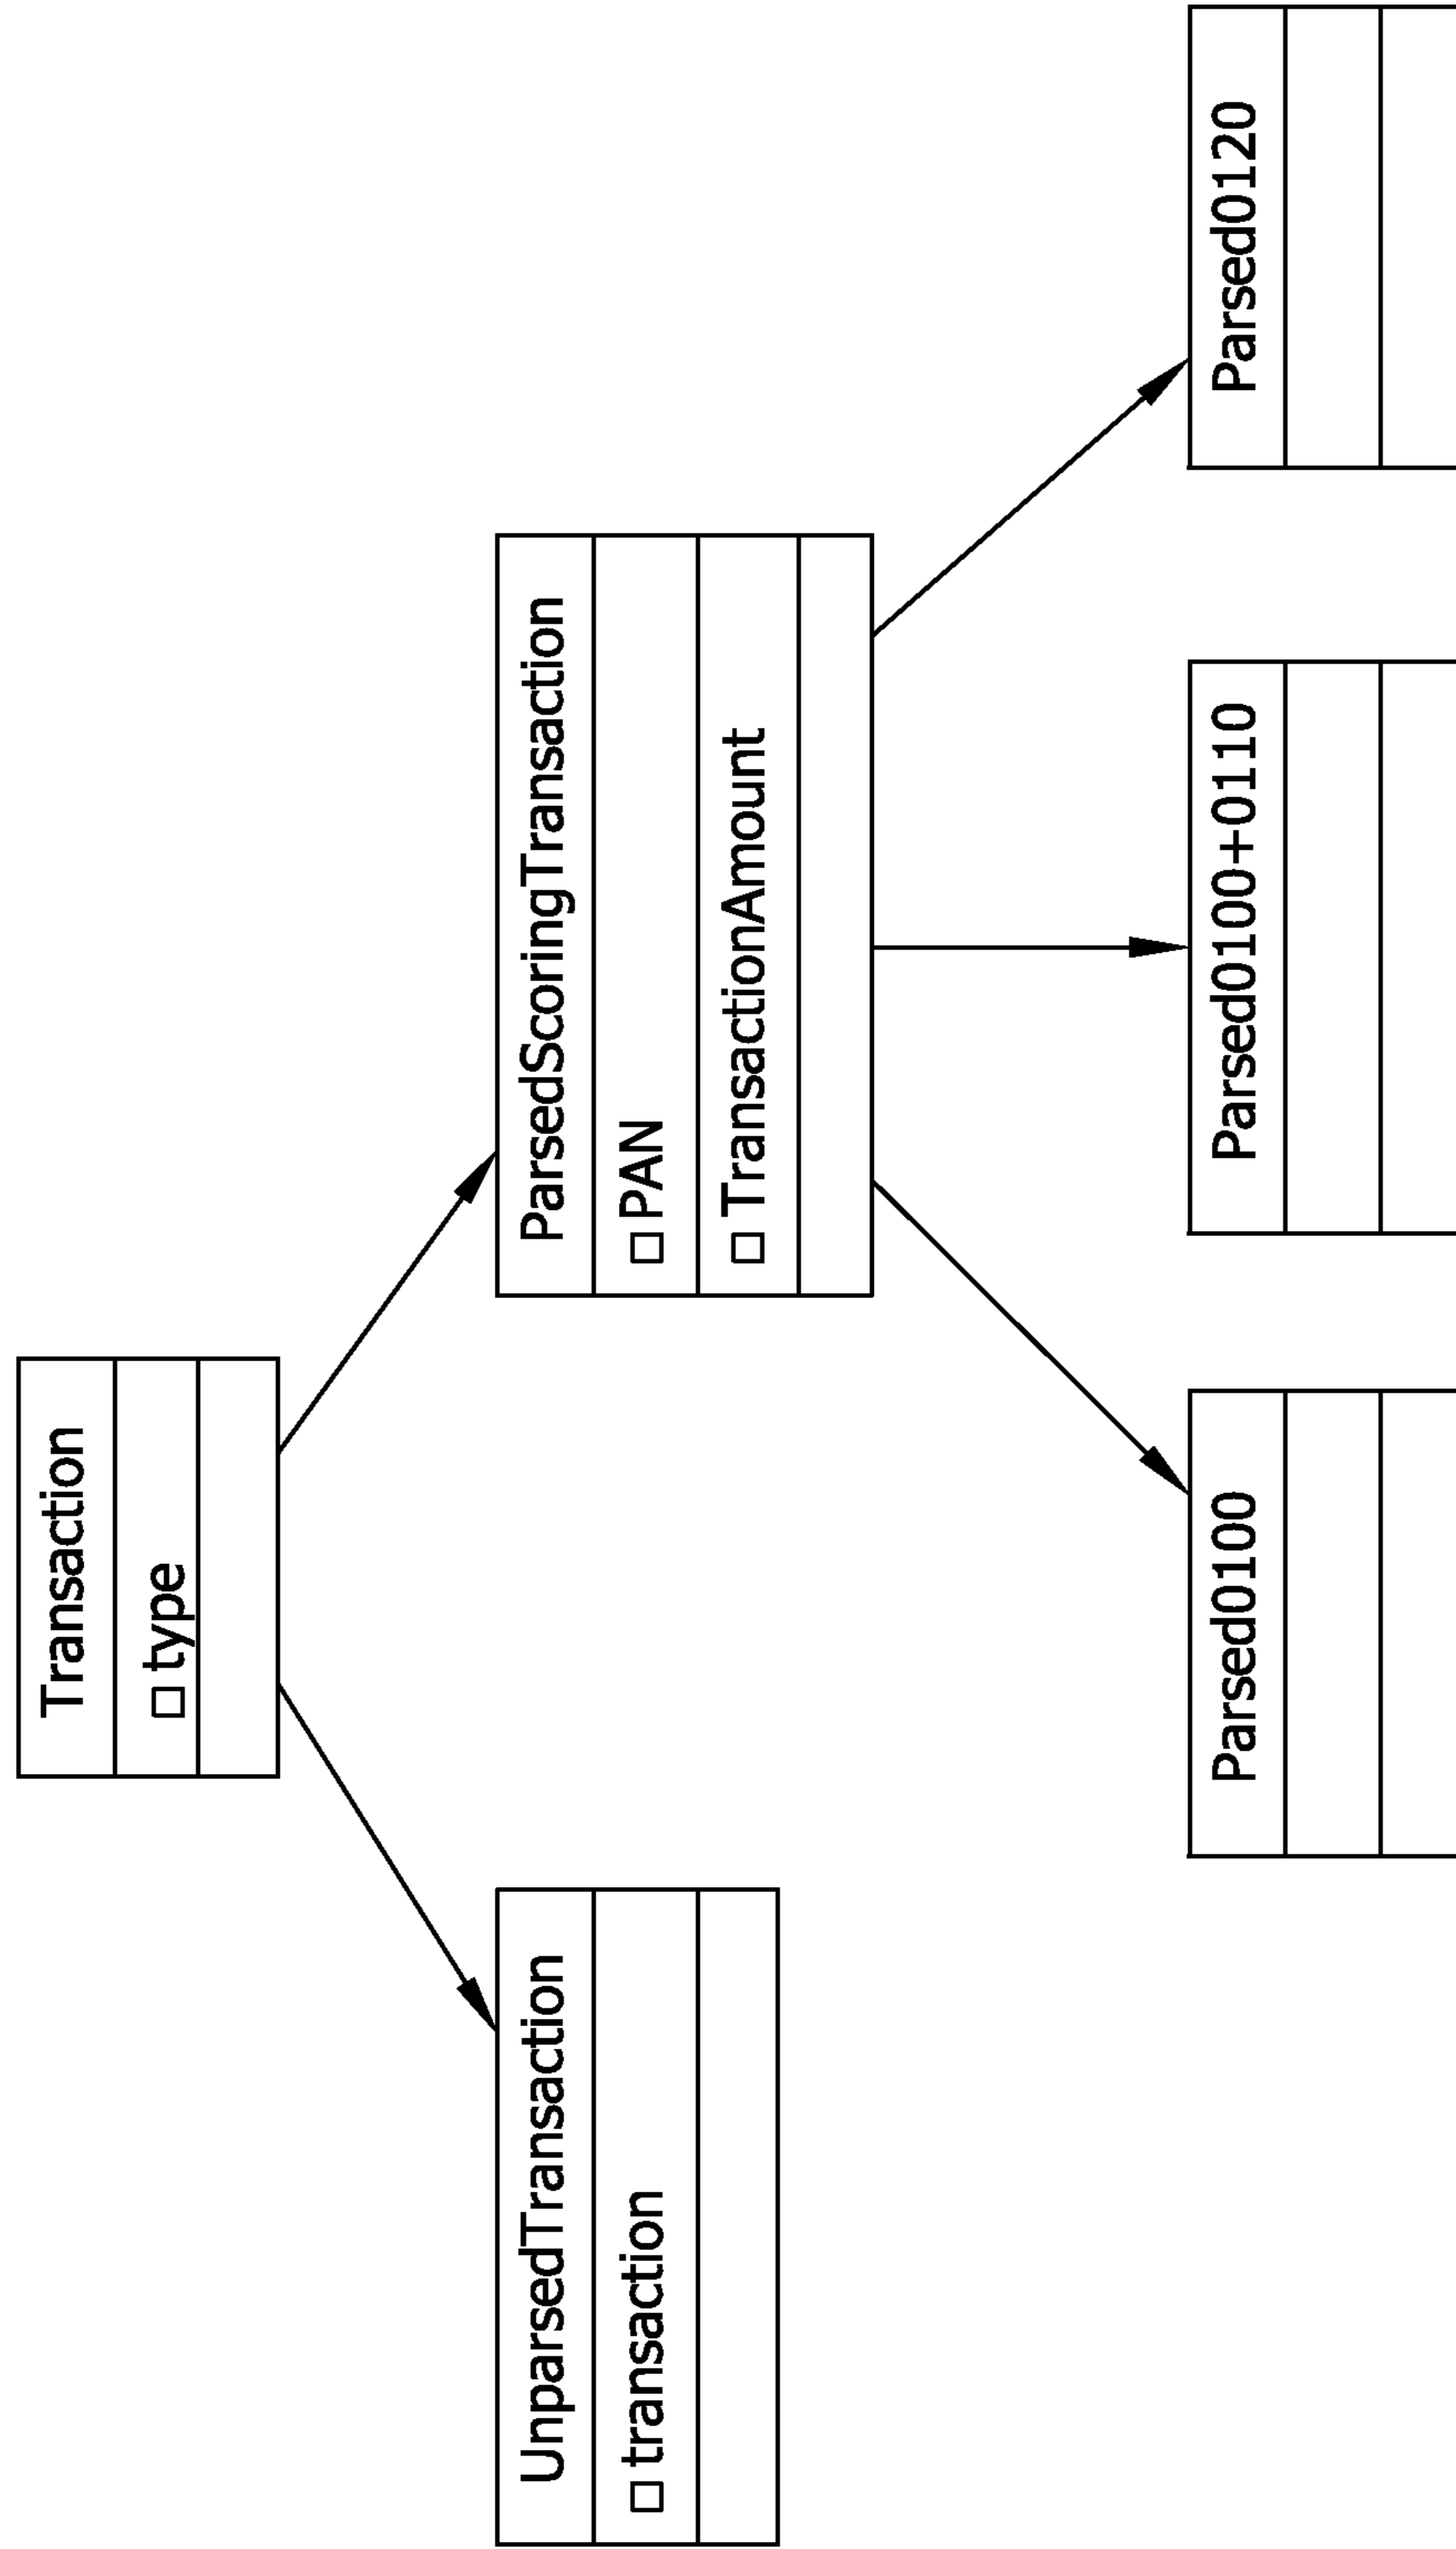 Transaction
□ type
UnparsedTransaction
□ transaction
ParsedScoringTransaction
□ PAN
□ TransactionAmount
Parsed0100
Parsed0100+0110
Parsed0120